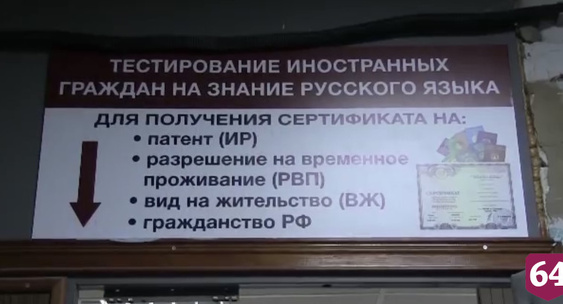 ТЕСТИРОВАНИЕ ИНОСТРАННЫХ
ГРАЖДАН НА ЗНАНИЕ РУССКОГО ЯЗЫКА
ДЛЯ ПОЛУЧЕНИЯ СЕРТИФИКАТА НА:
• патент (ИР)
• разрешение на временное
проживание (РВП)
• вид на жительство (ВЖ)
• гражданство РФ
64